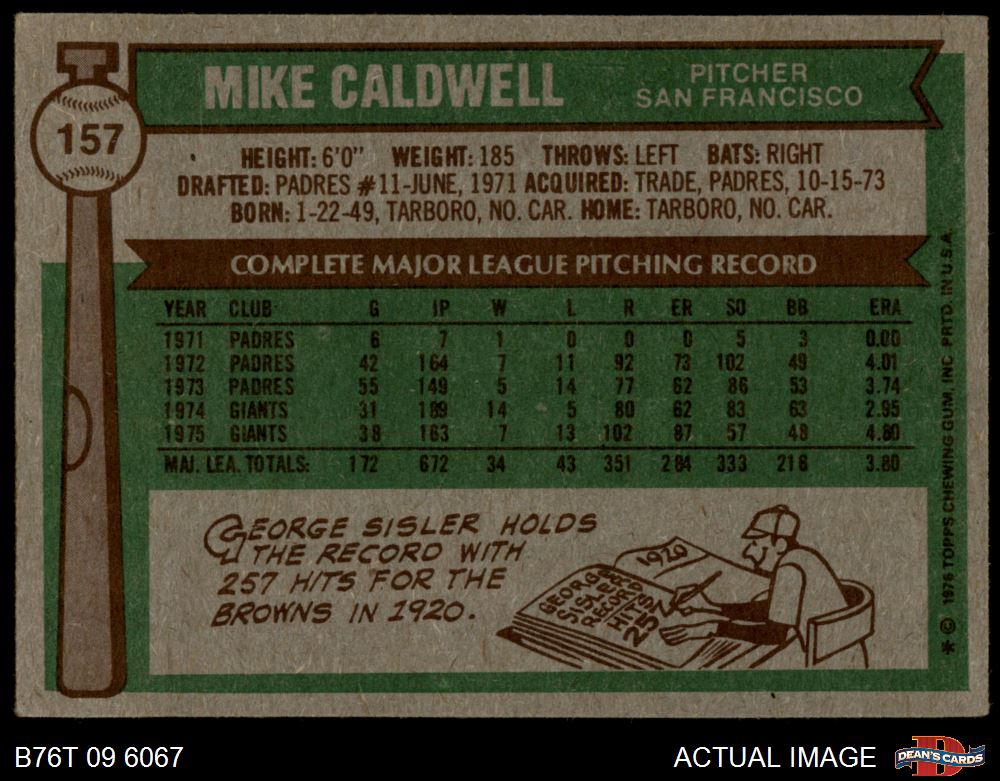 157
MIKE CALDWELL
PITCHER
SAN FRANCISCO
HEIGHT: 6'0" WEIGHT: 185 THROWS: LEFT BATS: RIGHT
DRAFTED: PADRES #11-JUNE, 1971 ACQUIRED: TRADE, PADRES, 10-15-73
BORN: 1-22-49, TARBORO, NO. CAR. HOME: TARBORO, NO. CAR.
COMPLETE MAJOR LEAGUE PITCHING RECORD
YEAR CLUB G IP W L R ER SO BB ERA
1971 PADRES 6 7 1 0 0 0 5 3 0.00
1972 PADRES 42 164 7 11 92 73 102 49 4.01
1973 PADRES 55 149 5 14 77 62 86 53 3.74
1974 GIANTS 31 189 14 5 80 62 83 63 2.95
1975 GIANTS 38 163 7 13 102 87 57 48 4.80
MAJ. LEA. TOTALS: 172 672 34 43 351 284 333 216 3.80
GEORGE SISLER HOLDS
THE RECORD WITH
257 HITS FOR THE
BROWNS IN 1920.
1920
GEORGE
SISLER
RECORD
HITS
257
* © 1976 TOPPS CHEWING GUM, INC. PRTD. IN U.S.A.
B76T 09 6067
ACTUAL IMAGE
D
DEAN'S CARDS